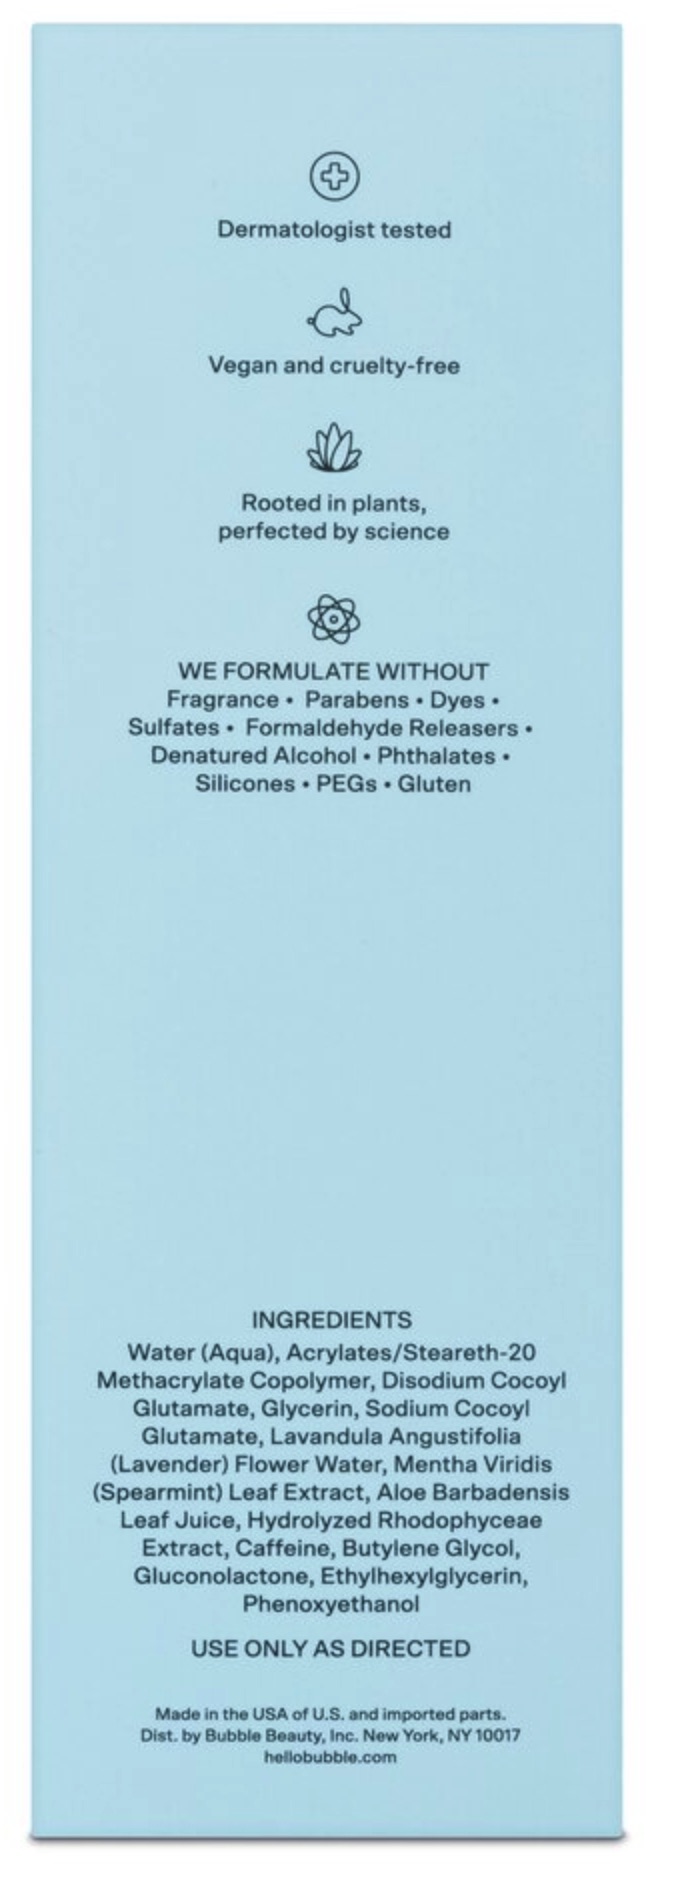 Dermatologist tested
Vegan and cruelty-free
Rooted in plants,
perfected by science
WE FORMULATE WITHOUT
Fragrance • Parabens • Dyes •
Sulfates • Formaldehyde Releasers •
Denatured Alcohol • Phthalates •
Silicones • PEGs • Gluten
INGREDIENTS
Water (Aqua), Acrylates/Steareth-20
Methacrylate Copolymer, Disodium Cocoyl
Glutamate, Glycerin, Sodium Cocoyl
Glutamate, Lavandula Angustifolia
(Lavender) Flower Water, Mentha Viridis
(Spearmint) Leaf Extract, Aloe Barbadensis
Leaf Juice, Hydrolyzed Rhodophyceae
Extract, Caffeine, Butylene Glycol,
Gluconolactone, Ethylhexylglycerin,
Phenoxyethanol
USE ONLY AS DIRECTED
Made in the USA of U.S. and imported parts.
Dist. by Bubble Beauty, Inc. New York, NY 10017
hellobubble.com